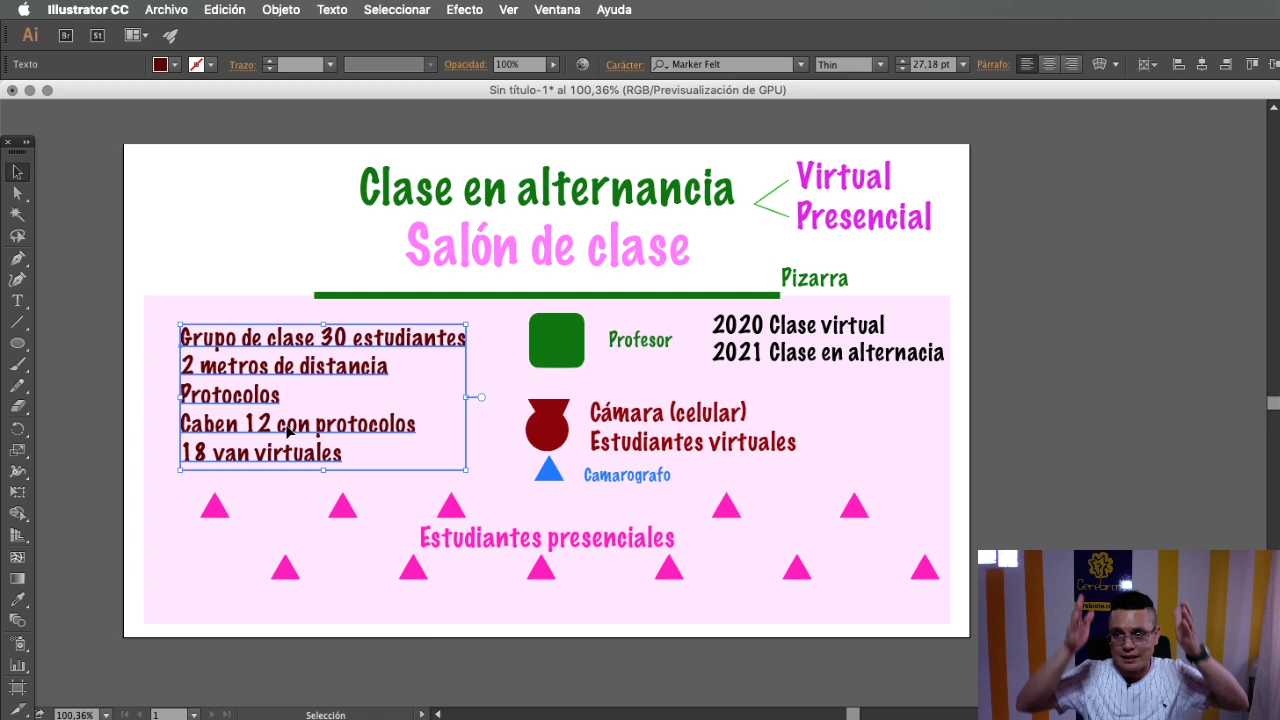 Illustrator CC Archivo Edición Objeto Texto Seleccionar Efecto Ver Ventana Ayuda
Ai Br St
Texto Trazo: Opacidad: 100% Carácter: Marker Felt Thin 27,18 pt Párrafo:
Sin título-1* al 100,36% (RGB/Previsualización de GPU)
Clase en alternancia
Virtual
Presencial
Salón de clase
Pizarra
Grupo de clase 30 estudiantes
2 metros de distancia
Protocolos
Caben 12 con protocolos
18 van virtuales
Profesor
2020 Clase virtual
2021 Clase en alternacia
Cámara (celular)
Estudiantes virtuales
Camarografo
Estudiantes presenciales
100,36% 1 Selección